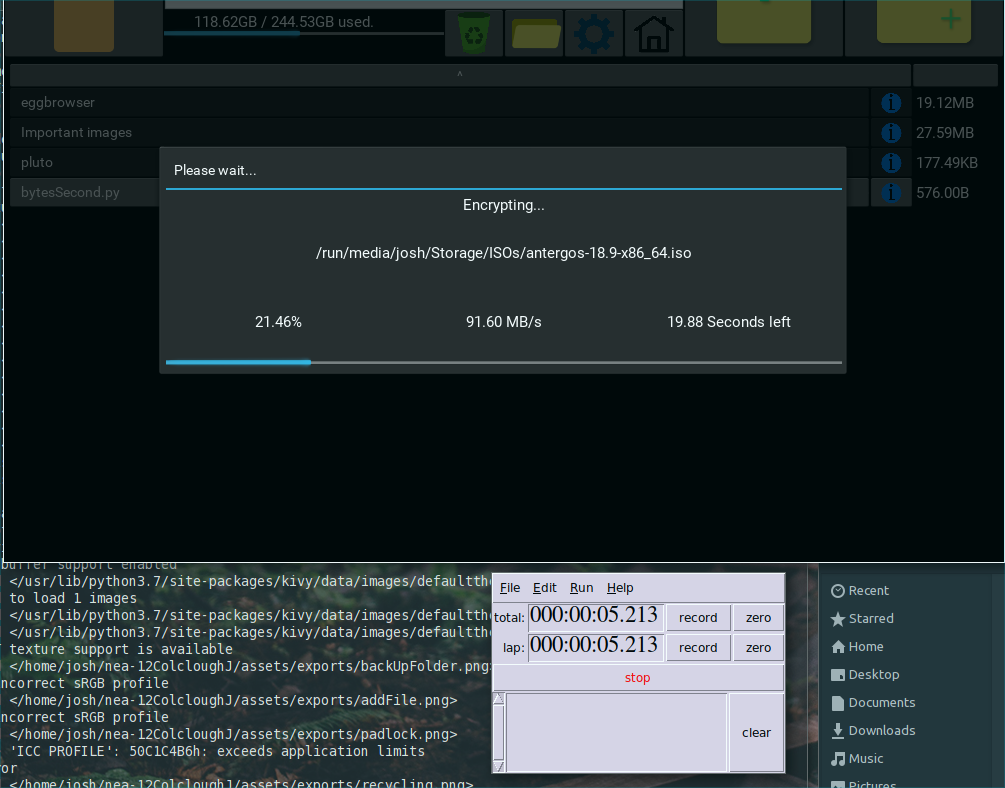 118.62GB / 244.53GB used.
^
eggbrowser 19.12MB
Important images 27.59MB
pluto 177.49KB
bytesSecond.py 576.00B
Please wait...
Encrypting...
/run/media/josh/Storage/ISOs/antergos-18.9-x86_64.iso
21.46% 91.60 MB/s 19.88 Seconds left
buffer support enabled
</usr/lib/python3.7/site-packages/kivy/data/images/defaultthe
to load 1 images
</usr/lib/python3.7/site-packages/kivy/data/images/defaultthe
</usr/lib/python3.7/site-packages/kivy/data/images/defaultthe
texture support is available
</home/josh/nea-12ColcloughJ/assets/exports/backUpFolder.png>
ncorrect sRGB profile
</home/josh/nea-12ColcloughJ/assets/exports/addFile.png>
ncorrect sRGB profile
</home/josh/nea-12ColcloughJ/assets/exports/padlock.png>
'ICC PROFILE': 50C1C4B6h: exceeds application limits
or
</home/josh/nea-12ColcloughJ/assets/exports/recycling.png>
File Edit Run Help
total: 000:00:05.213 record zero
lap: 000:00:05.213 record zero
stop
clear
Recent
Starred
Home
Desktop
Documents
Downloads
Music
Pictures